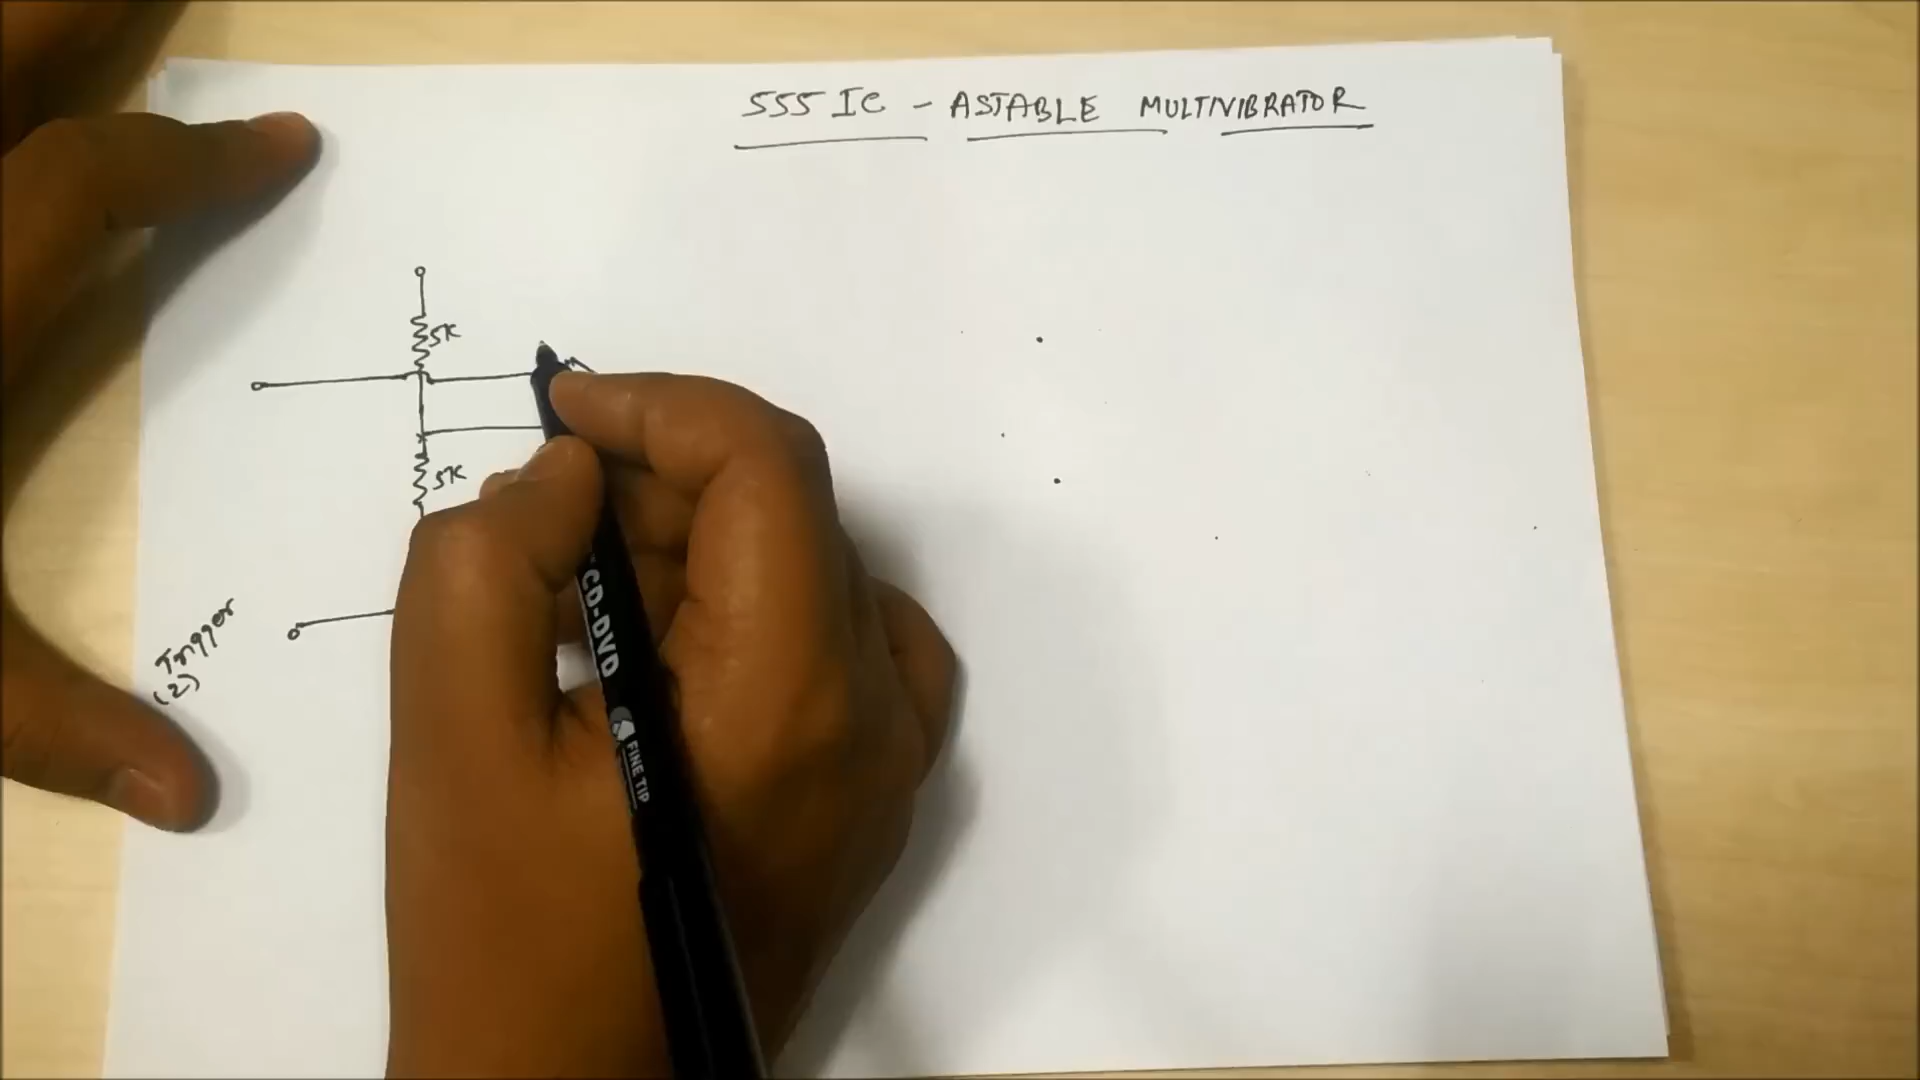 555 IC - ASTABLE MULTIVIBRATOR
5K
5K
Trigger
(2)
CD-DVD
FINE TIP